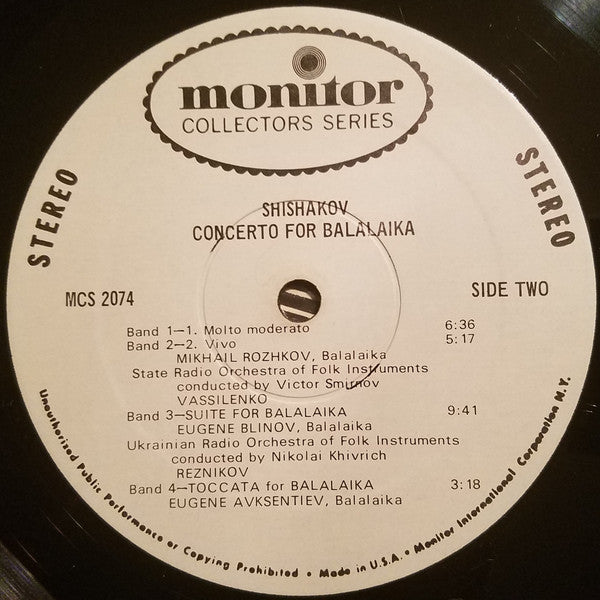 monitor
COLLECTORS SERIES
STEREO
STEREO
SHISHAKOV
CONCERTO FOR BALALAIKA
MCS 2074
SIDE TWO
Band 1—1. Molto moderato 6:36
Band 2—2. Vivo 5:17
MIKHAIL ROZHKOV, Balalaika
State Radio Orchestra of Folk Instruments
conducted by Victor Smirnov
VASSILENKO
Band 3—SUITE FOR BALALAIKA 9:41
EUGENE BLINOV, Balalaika
Ukrainian Radio Orchestra of Folk Instruments
conducted by Nikolai Khivrich
REZNIKOV
Band 4—TOCCATA for BALALAIKA 3:18
EUGENE AVKSENTIEV, Balalaika
Unauthorized Public Performance or Copying Prohibited • Made in U.S.A. • Monitor International Corporation N.Y.